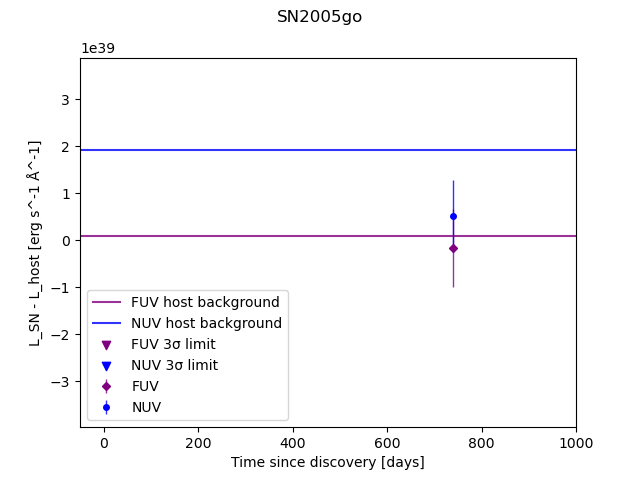 SN2005go
1e39
3
2
1
0
−1
−2
−3
L_SN - L_host [erg s^-1 Å^-1]
FUV host background
NUV host background
FUV 3σ limit
NUV 3σ limit
FUV
NUV
0 200 400 600 800 1000
Time since discovery [days]